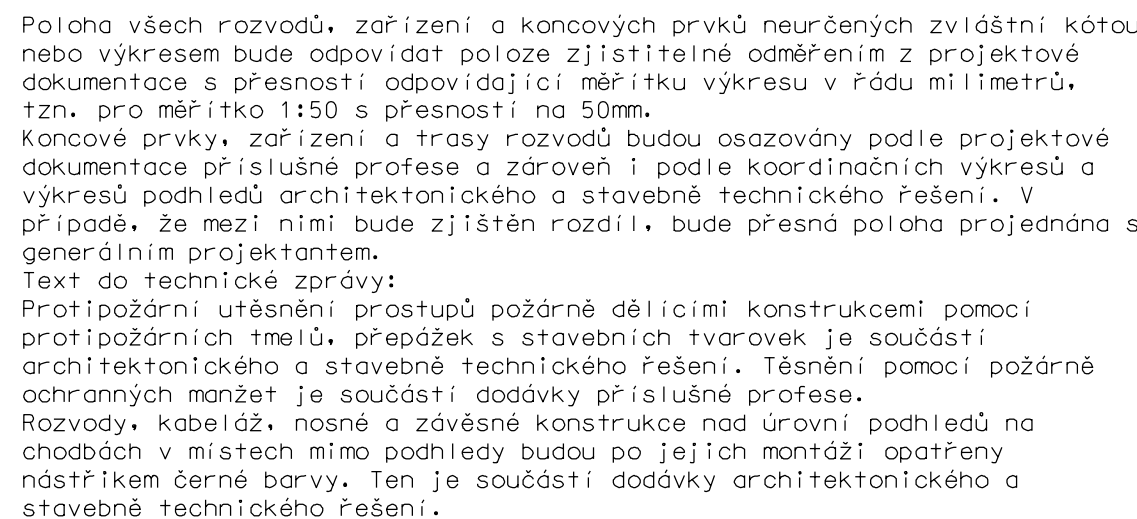 Poloha všech rozvodů, zařízení a koncových prvků neurčených zvláštní kótou
nebo výkresem bude odpovídat poloze zjistitelné odměřením z projektové
dokumentace s přesností odpovídající měřítku výkresu v řádu milimetrů,
tzn. pro měřítko 1:50 s přesností na 50mm.
Koncové prvky, zařízení a trasy rozvodů budou osazovány podle projektové
dokumentace příslušné profese a zároveň i podle koordinačních výkresů a
výkresů podhledů architektonického a stavebně technického řešení. V
případě, že mezi nimi bude zjištěn rozdíl, bude přesná poloha projednána s
generálním projektantem.
Text do technické zprávy:
Protipožární utěsnění prostupů požárně dělícími konstrukcemi pomocí
protipožárních tmelů, přepážek s stavebních tvarovek je součástí
architektonického a stavebně technického řešení. Těsnění pomocí požárně
ochranných manžet je součástí dodávky příslušné profese.
Rozvody, kabeláž, nosné a závěsné konstrukce nad úrovní podhledů na
chodbách v místech mimo podhledy budou po jejich montáži opatřeny
nástřikem černé barvy. Ten je součástí dodávky architektonického a
stavebně technického řešení.